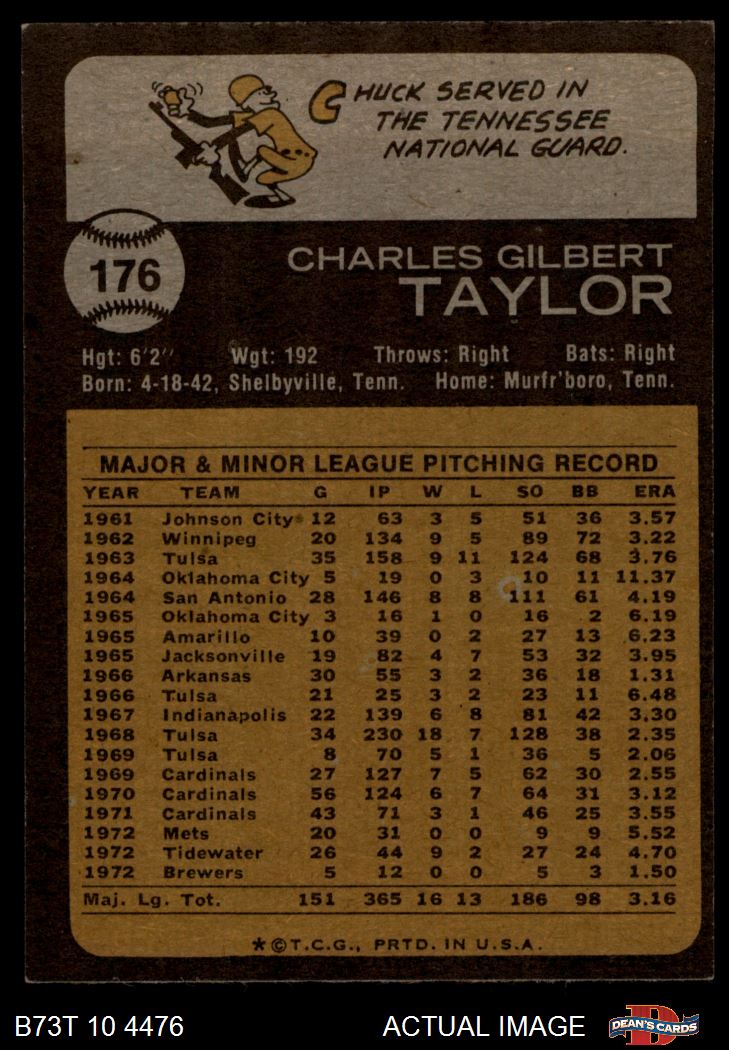 CHUCK SERVED IN
THE TENNESSEE
NATIONAL GUARD.
176
CHARLES GILBERT
TAYLOR
Hgt: 6'2" Wgt: 192 Throws: Right Bats: Right
Born: 4-18-42, Shelbyville, Tenn. Home: Murfr'boro, Tenn.
MAJOR & MINOR LEAGUE PITCHING RECORD
YEAR TEAM G IP W L SO BB ERA
1961 Johnson City 12 63 3 5 51 36 3.57
1962 Winnipeg 20 134 9 5 89 72 3.22
1963 Tulsa 35 158 9 11 124 68 3.76
1964 Oklahoma City 5 19 0 3 10 11 11.37
1964 San Antonio 28 146 8 8 111 61 4.19
1965 Oklahoma City 3 16 1 0 16 2 6.19
1965 Amarillo 10 39 0 2 27 13 6.23
1965 Jacksonville 19 82 4 7 53 32 3.95
1966 Arkansas 30 55 3 2 36 18 1.31
1966 Tulsa 21 25 3 2 23 11 6.48
1967 Indianapolis 22 139 6 8 81 42 3.30
1968 Tulsa 34 230 18 7 128 38 2.35
1969 Tulsa 8 70 5 1 36 5 2.06
1969 Cardinals 27 127 7 5 62 30 2.55
1970 Cardinals 56 124 6 7 64 31 3.12
1971 Cardinals 43 71 3 1 46 25 3.55
1972 Mets 20 31 0 0 9 9 5.52
1972 Tidewater 26 44 9 2 27 24 4.70
1972 Brewers 5 12 0 0 5 3 1.50
Maj. Lg. Tot. 151 365 16 13 186 98 3.16
★©T.C.G., PRTD. IN U.S.A.
B73T 10 4476 ACTUAL IMAGE DEAN'S CARDS